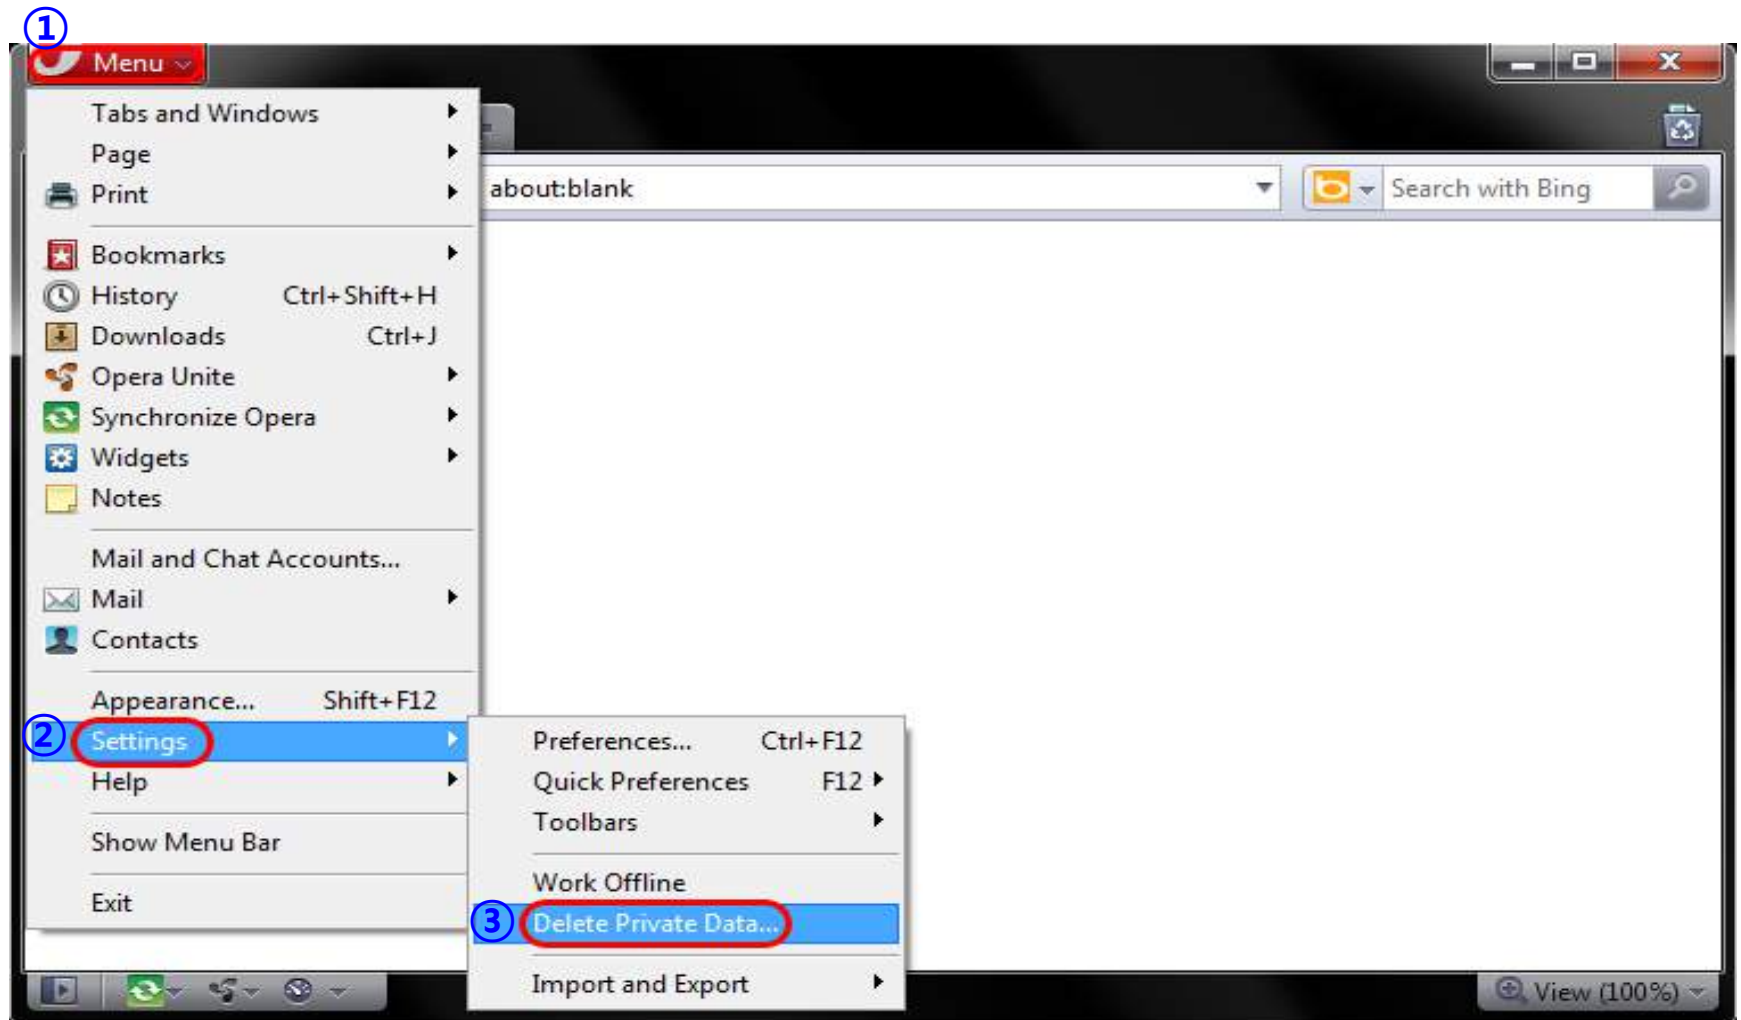 ①
Menu
Tabs and Windows
Page
Print
about:blank
Search with Bing
Bookmarks
History Ctrl+Shift+H
Downloads Ctrl+J
Opera Unite
Synchronize Opera
Widgets
Notes
Mail and Chat Accounts...
Mail
Contacts
Appearance... Shift+F12
② Settings
Help
Show Menu Bar
Exit
Preferences... Ctrl+F12
Quick Preferences F12
Toolbars
Work Offline
③ Delete Private Data...
Import and Export
View (100%)